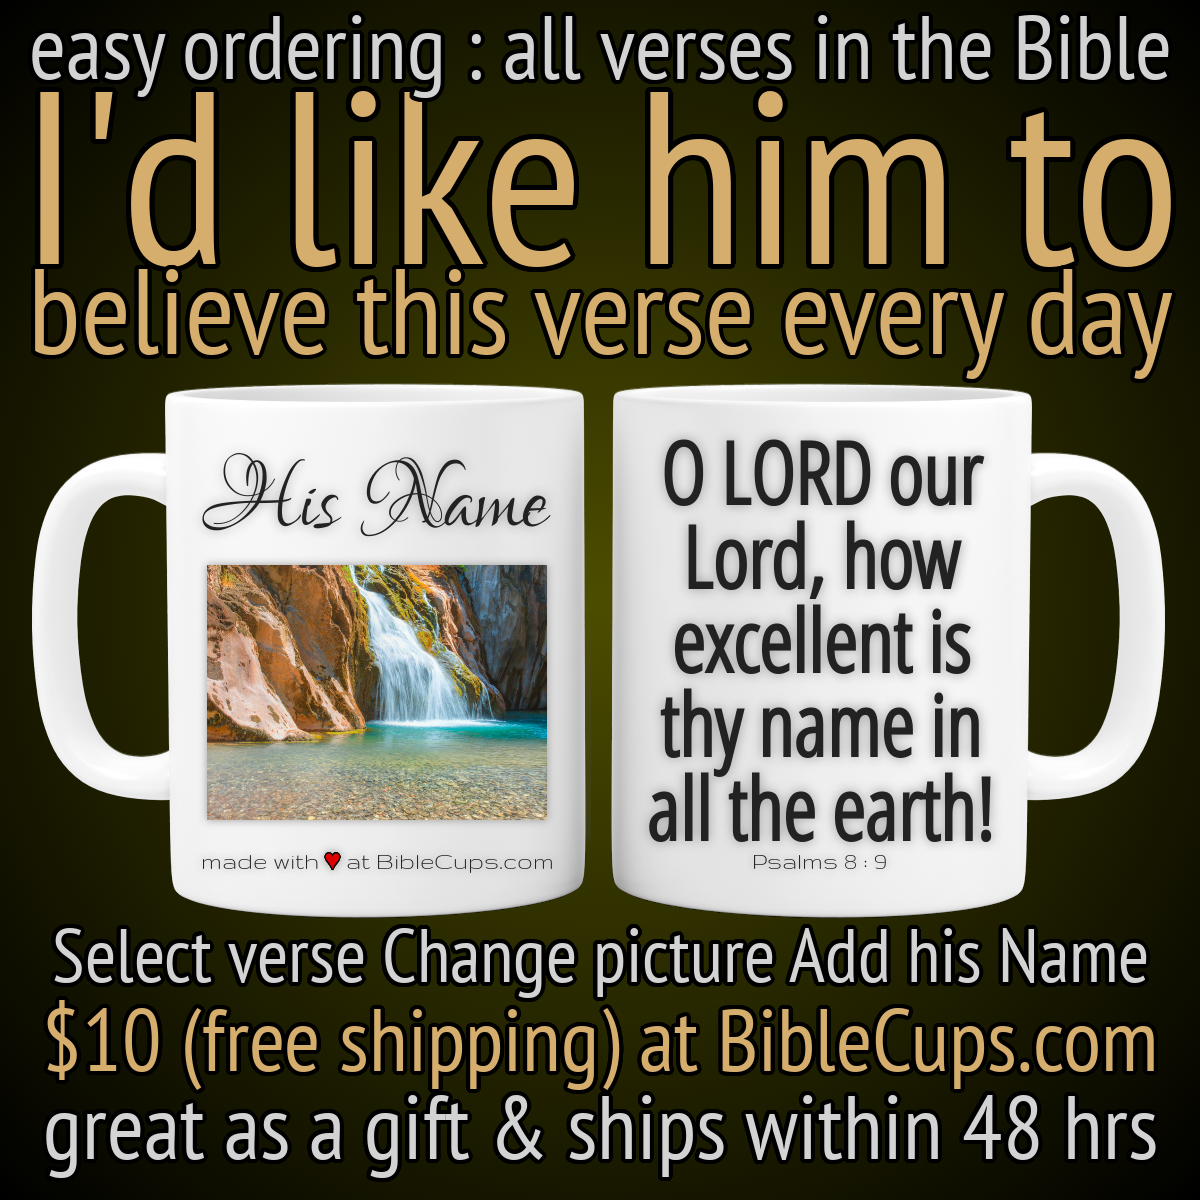 easy ordering : all verses in the Bible
I'd like him to
believe this verse every day
His Name
made with ♥ at BibleCups.com
O LORD our
Lord, how
excellent is
thy name in
all the earth!
Psalms 8 : 9
Select verse Change picture Add his Name
$10 (free shipping) at BibleCups.com
great as a gift & ships within 48 hrs